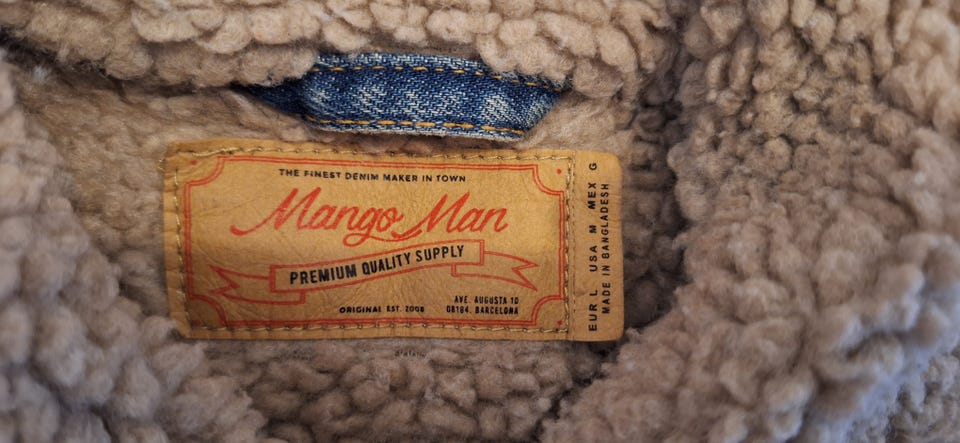 THE FINEST DENIM MAKER IN TOWN
Mango Man
PREMIUM QUALITY SUPPLY
ORIGINAL EST. 2008
AVE. AUGUSTA 10
08184. BARCELONA
EUR L USA M MEX G
MADE IN BANGLADESH